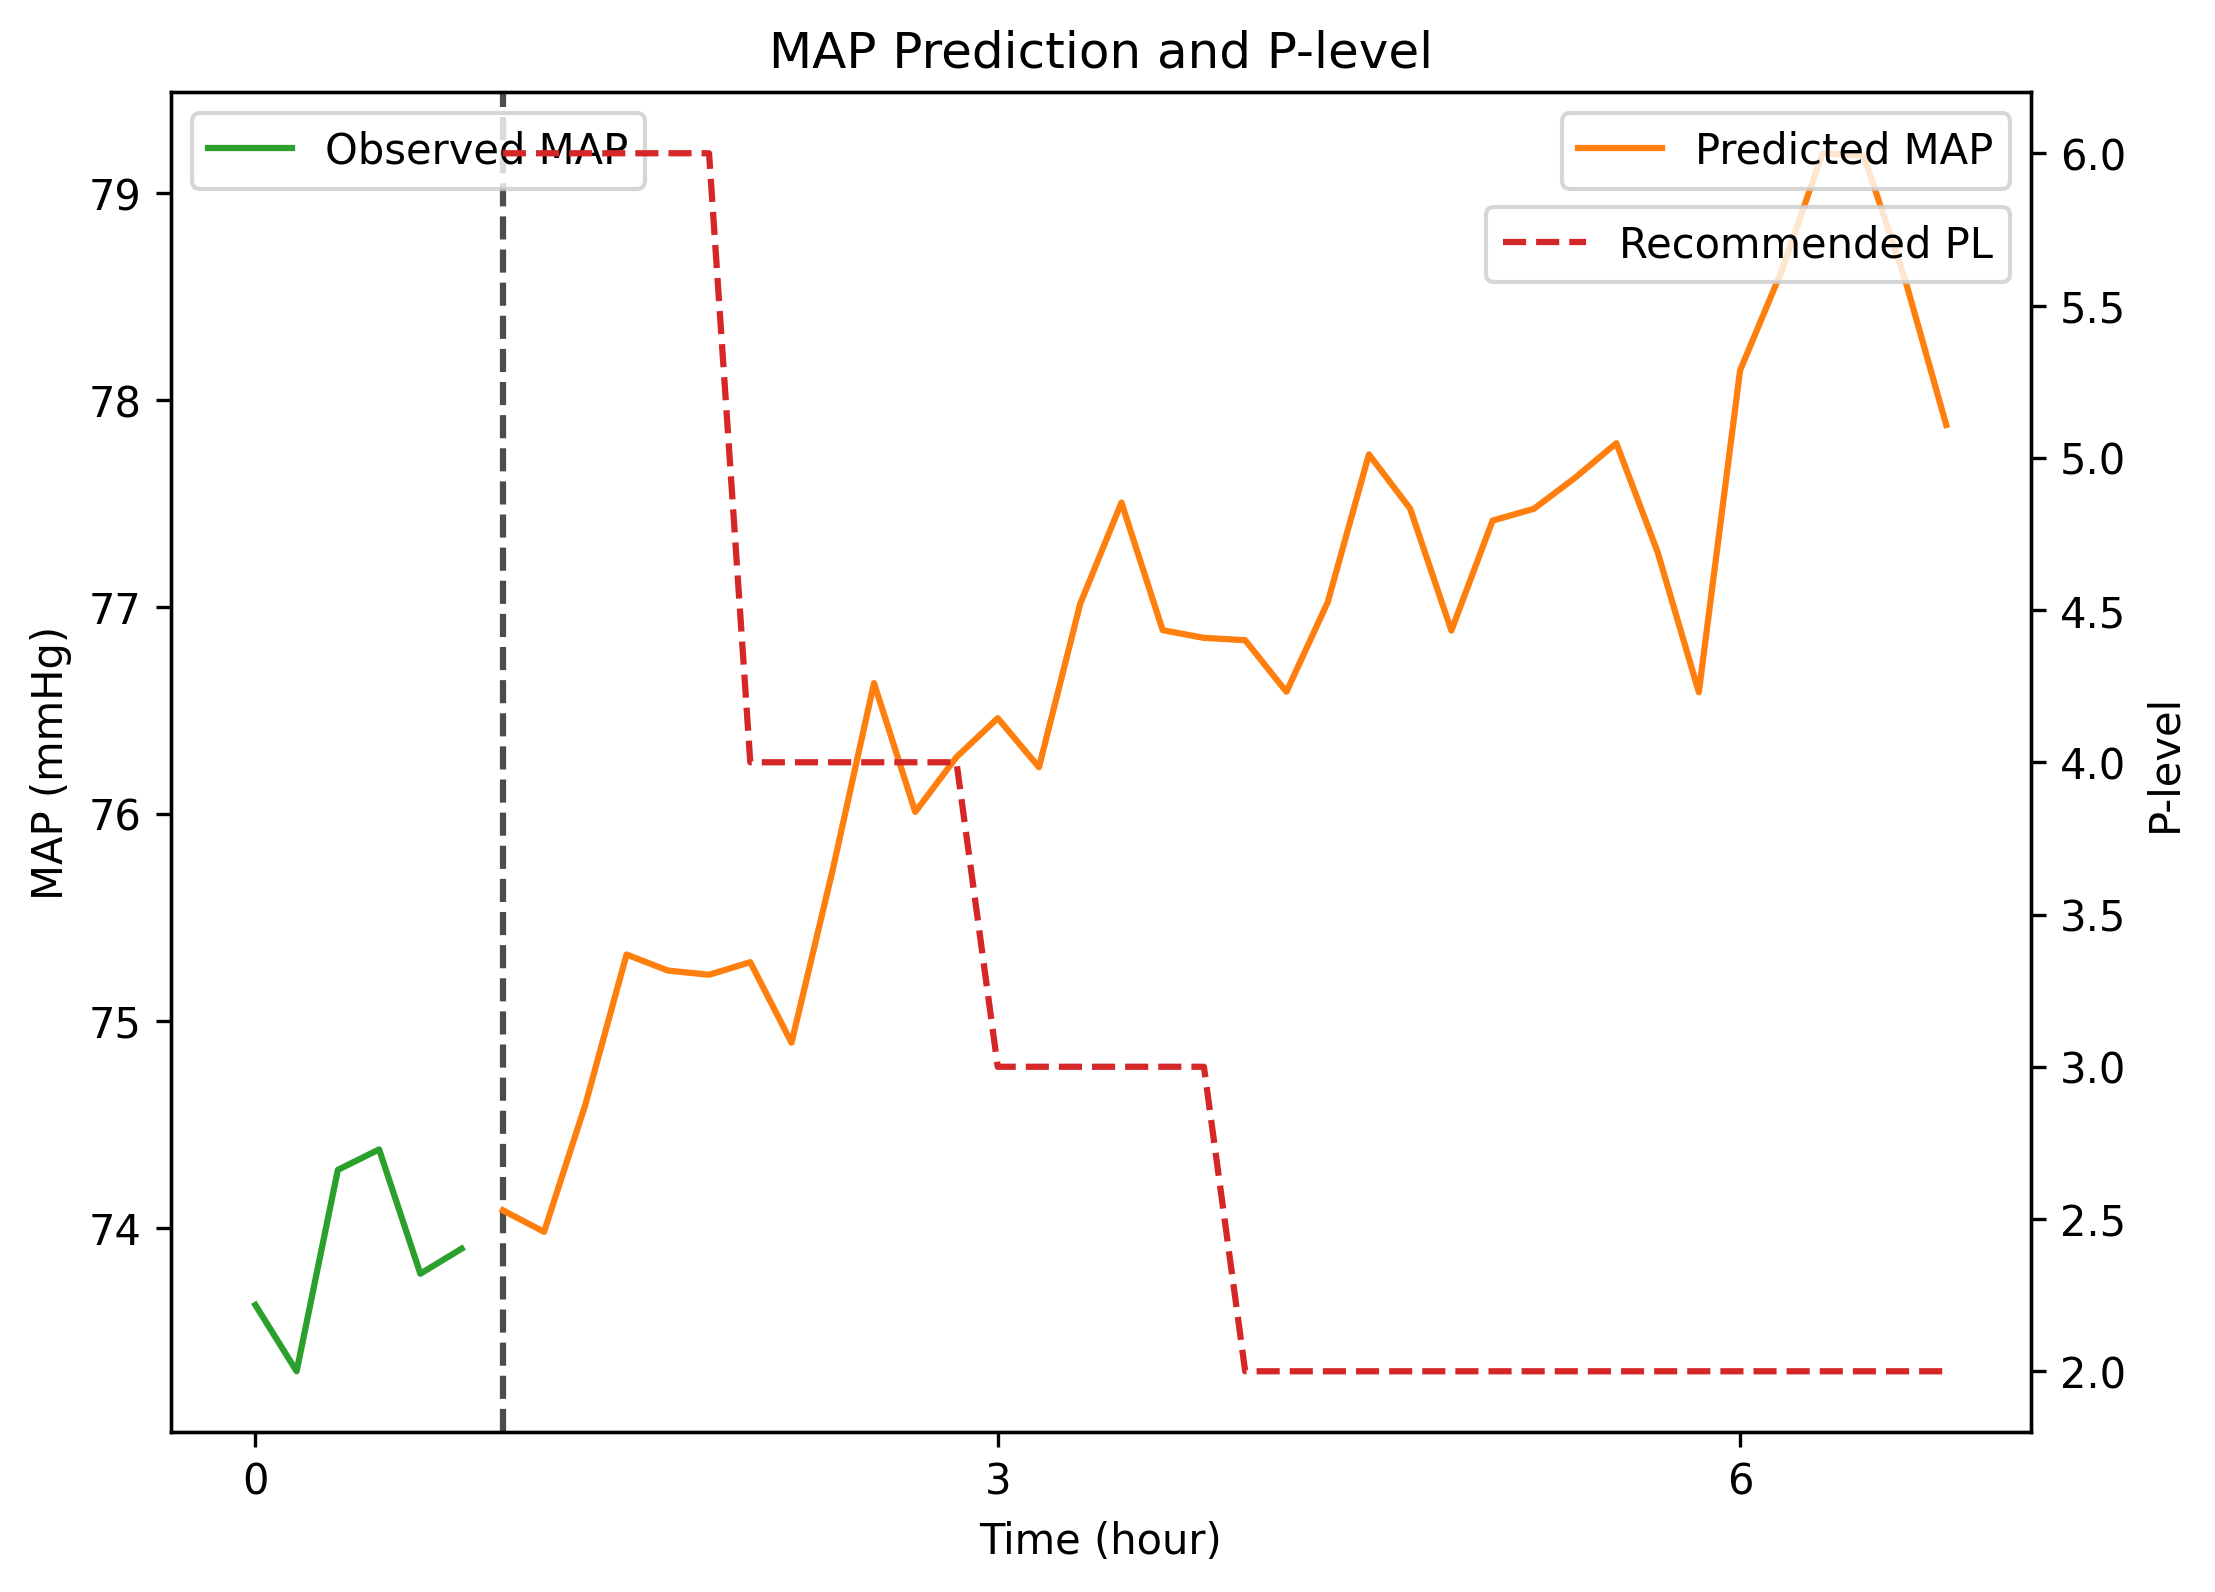 MAP Prediction and P-level
Observed MAP
Predicted MAP
Recommended PL
79
78
77
76
75
74
MAP (mmHg)
6.0
5.5
5.0
4.5
4.0
3.5
3.0
2.5
2.0
P-level
0
3
6
Time (hour)